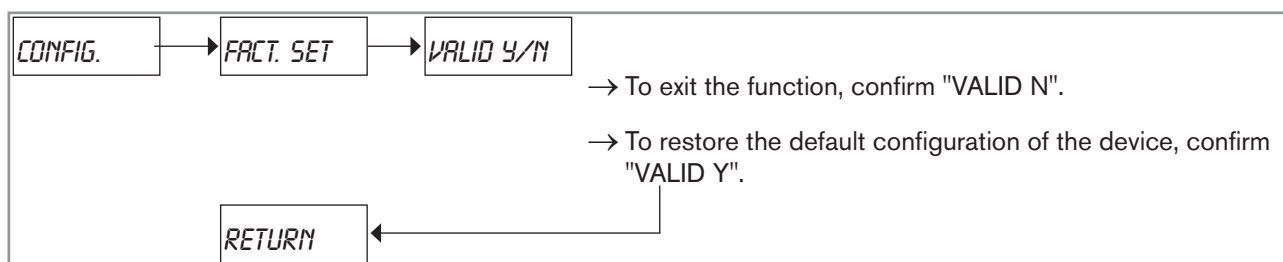 CONFIG. FACT. SET VALID Y/N
→ To exit the function, confirm "VALID N".
→ To restore the default configuration of the device, confirm
"VALID Y".
RETURN